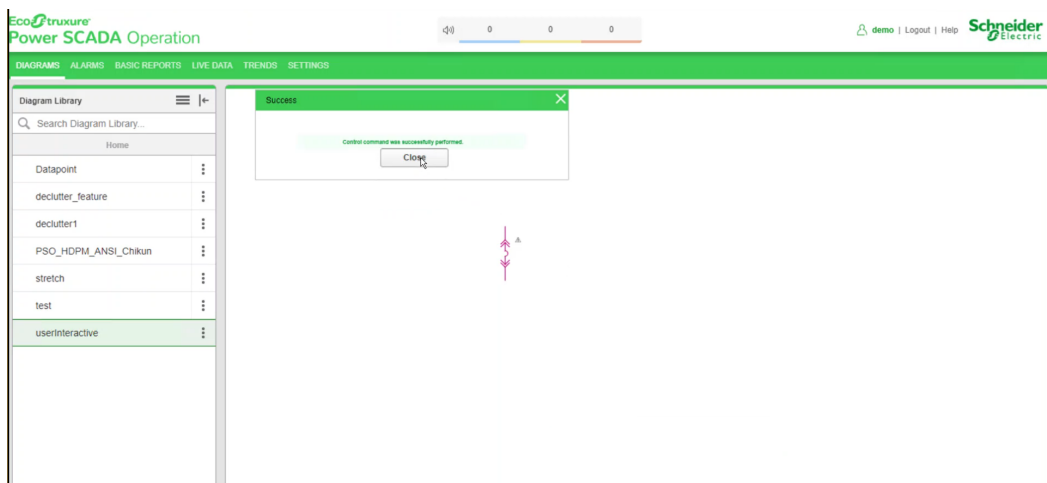 EcoStruxure
Power SCADA Operation
0 0 0
demo | Logout | Help
Schneider
Electric
DIAGRAMS ALARMS BASIC REPORTS LIVE DATA TRENDS SETTINGS
Diagram Library
Search Diagram Library...
Home
Datapoint
declutter_feature
declutter1
PSO_HDPM_ANSI_Chikun
stretch
test
userInteractive
Success
Control command was successfully performed.
Close